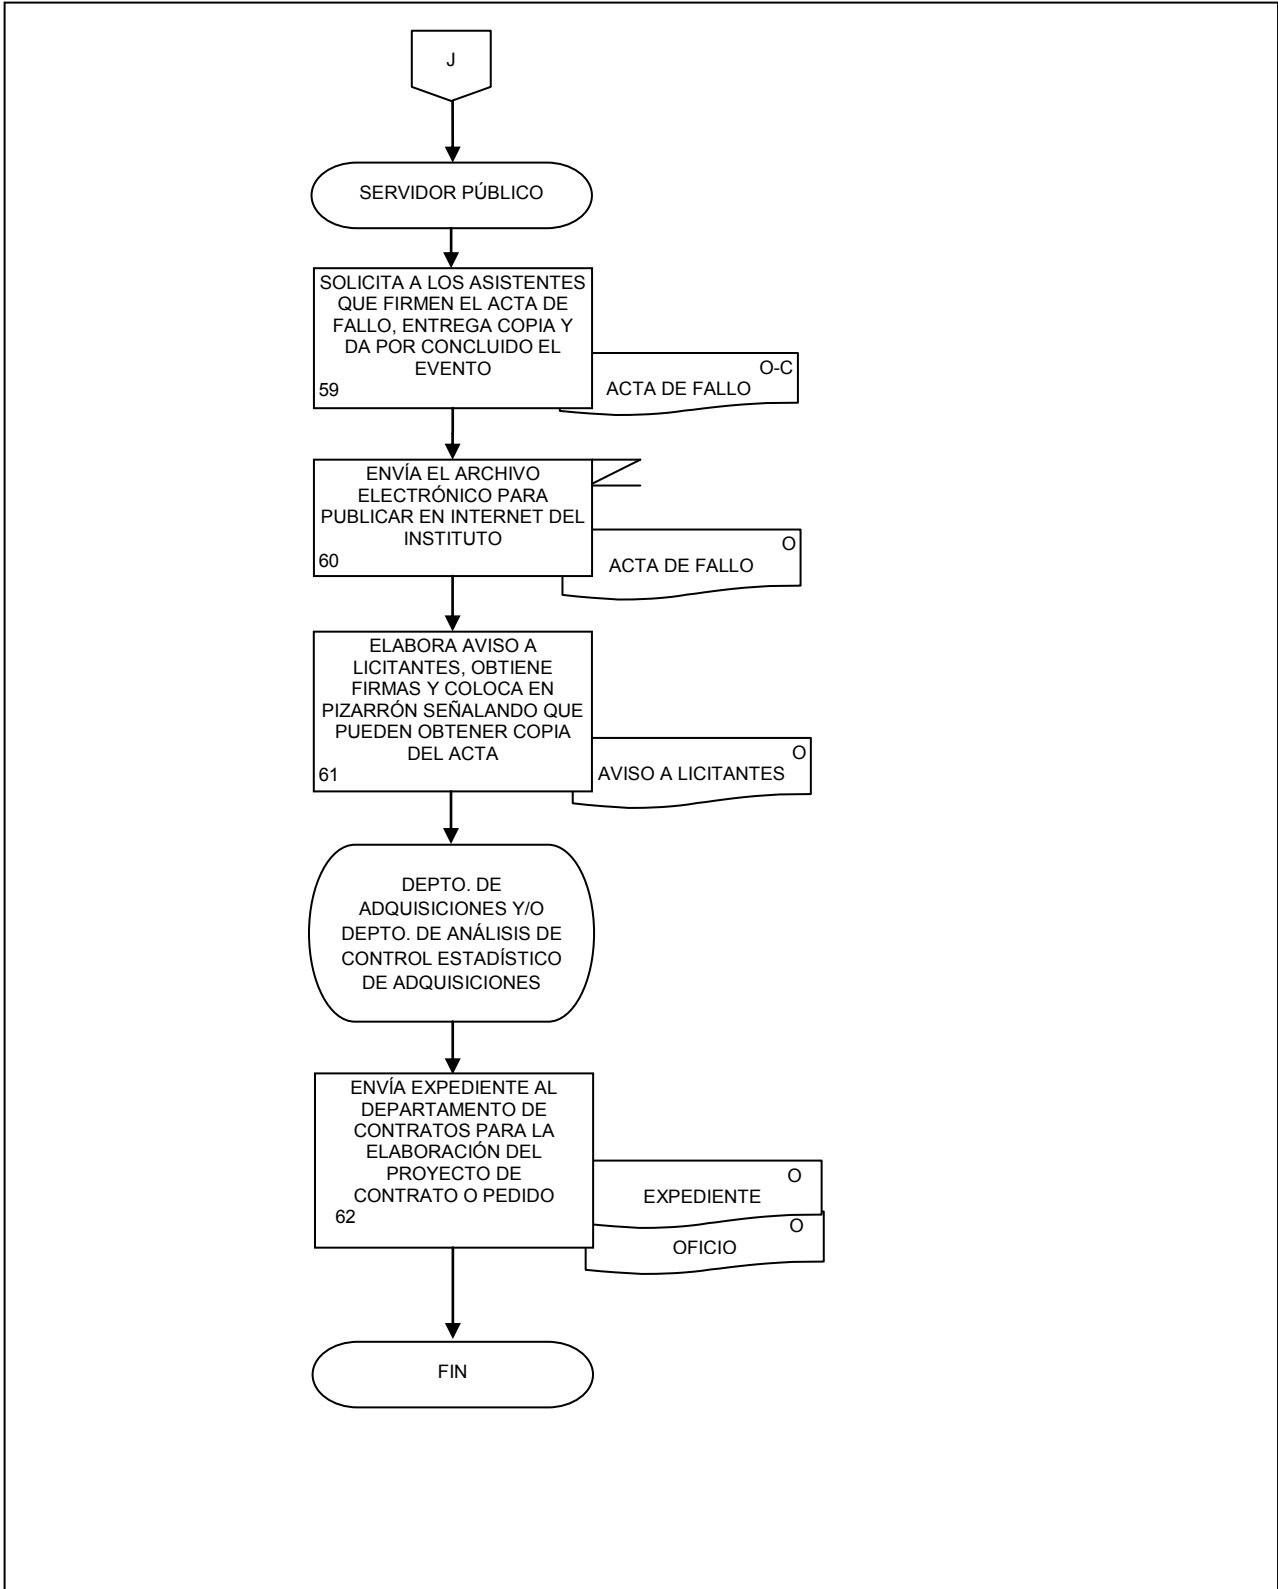 J
SERVIDOR PÚBLICO
SOLICITA A LOS ASISTENTES
QUE FIRMEN EL ACTA DE
FALLO, ENTREGA COPIA Y
DA POR CONCLUIDO EL
EVENTO
59
O-C
ACTA DE FALLO
ENVÍA EL ARCHIVO
ELECTRÓNICO PARA
PUBLICAR EN INTERNET DEL
INSTITUTO
60
O
ACTA DE FALLO
ELABORA AVISO A
LICITANTES, OBTIENE
FIRMAS Y COLOCA EN
PIZARRÓN SEÑALANDO QUE
PUEDEN OBTENER COPIA
DEL ACTA
61
O
AVISO A LICITANTES
DEPTO. DE
ADQUISICIONES Y/O
DEPTO. DE ANÁLISIS DE
CONTROL ESTADÍSTICO
DE ADQUISICIONES
ENVÍA EXPEDIENTE AL
DEPARTAMENTO DE
CONTRATOS PARA LA
ELABORACIÓN DEL
PROYECTO DE
CONTRATO O PEDIDO
62
O
EXPEDIENTE
O
OFICIO
FIN